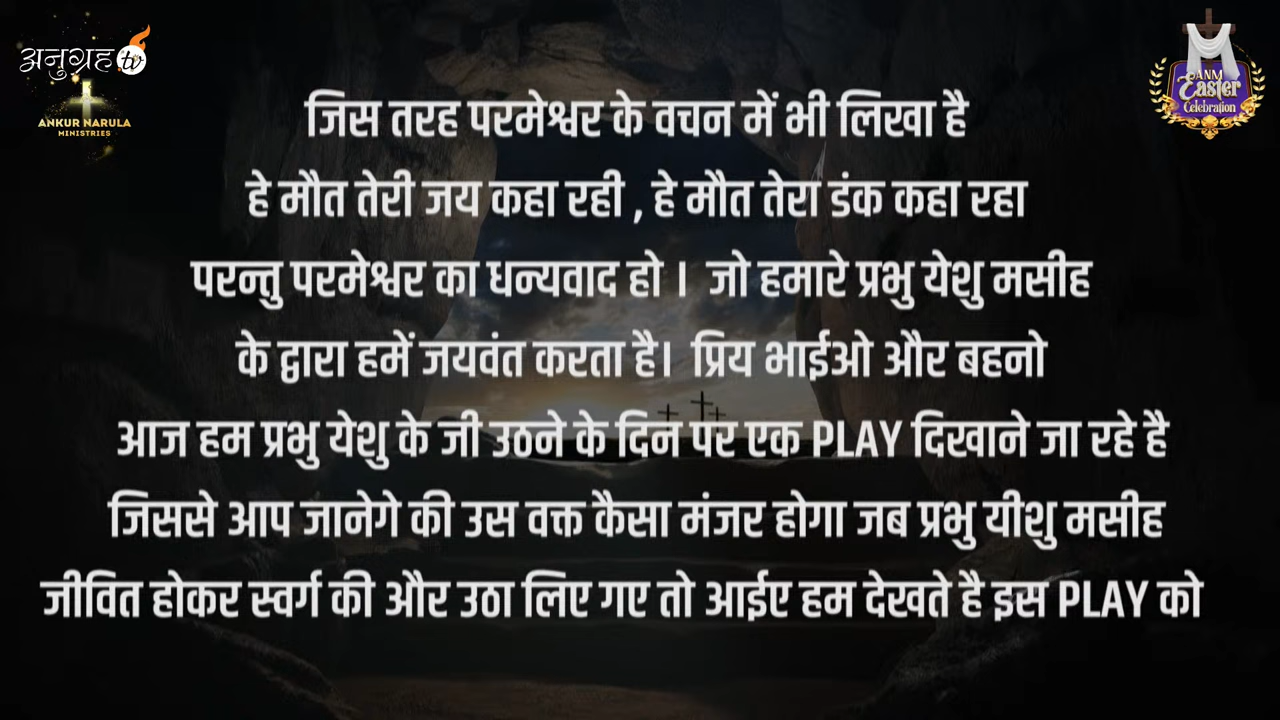 अनुग्रह tv
ANKUR NARULA
MINISTRIES
ANM
Easter
Celebration
जिस तरह परमेश्वर के वचन में भी लिखा है
हे मौत तेरी जय कहा रही , हे मौत तेरा डंक कहा रहा
परन्तु परमेश्वर का धन्यवाद हो । जो हमारे प्रभु येशु मसीह
के द्वारा हमें जयवंत करता है। प्रिय भाईओ और बहनो
आज हम प्रभु येशु के जी उठने के दिन पर एक PLAY दिखाने जा रहे है
जिससे आप जानेगे की उस वक्त कैसा मंजर होगा जब प्रभु यीशु मसीह
जीवित होकर स्वर्ग की और उठा लिए गए तो आईए हम देखते है इस PLAY को